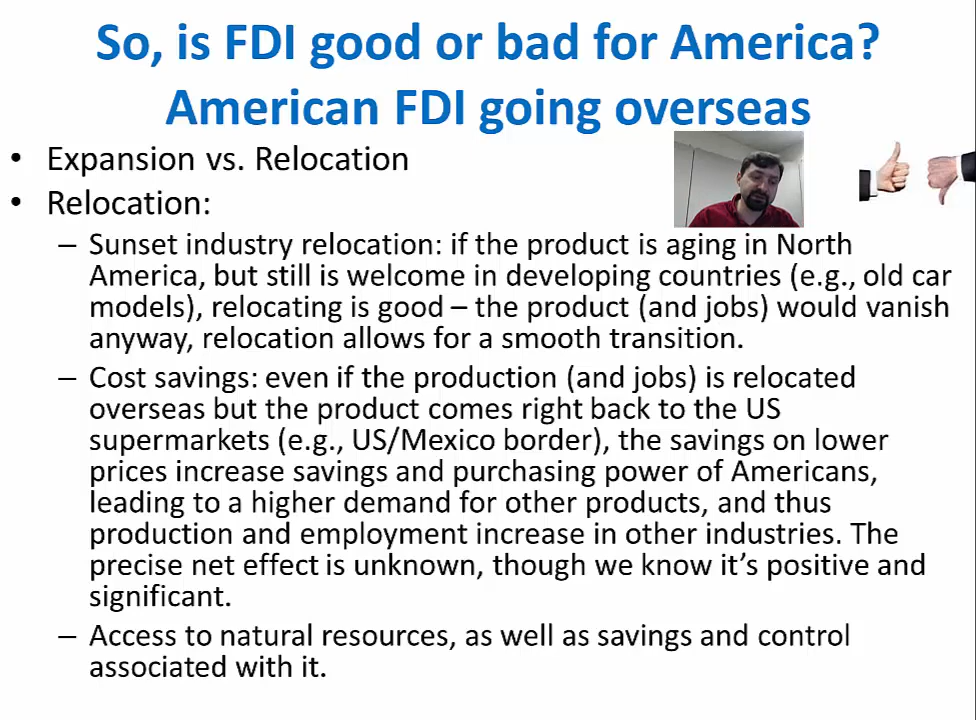 So, is FDI good or bad for America?
American FDI going overseas
• Expansion vs. Relocation
• Relocation:
– Sunset industry relocation: if the product is aging in North
America, but still is welcome in developing countries (e.g., old car
models), relocating is good – the product (and jobs) would vanish
anyway, relocation allows for a smooth transition.
– Cost savings: even if the production (and jobs) is relocated
overseas but the product comes right back to the US
supermarkets (e.g., US/Mexico border), the savings on lower
prices increase savings and purchasing power of Americans,
leading to a higher demand for other products, and thus
production and employment increase in other industries. The
precise net effect is unknown, though we know it’s positive and
significant.
– Access to natural resources, as well as savings and control
associated with it.